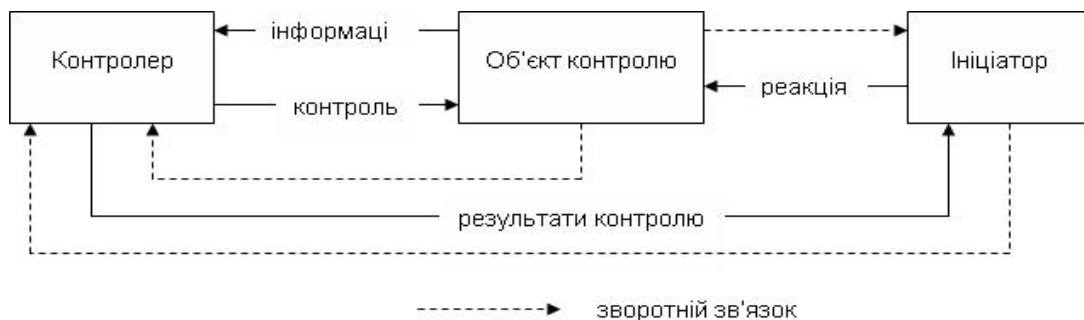 інформаці
Контролер
Об'єкт контролю
Ініціатор
реакція
контроль
результати контролю
зворотній зв'язок